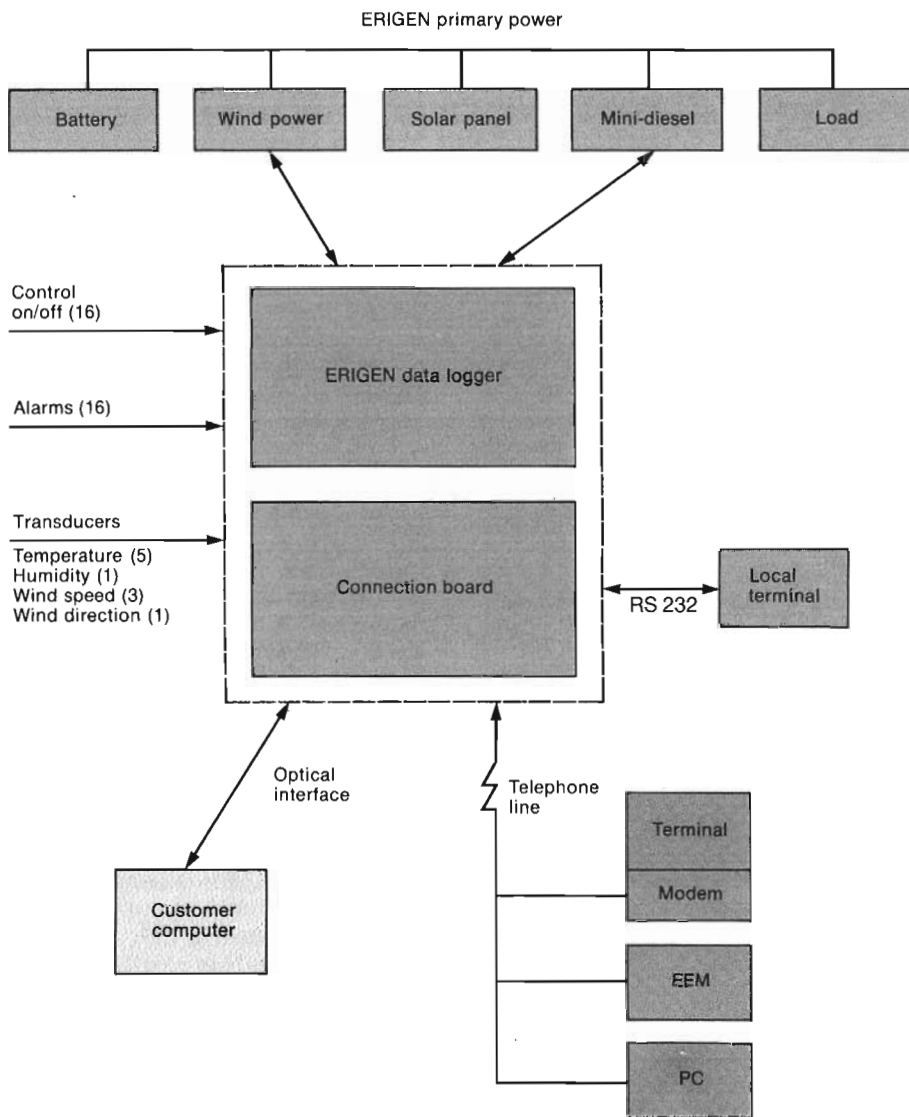 ERIGEN primary power
Battery
Wind power
Solar panel
Mini-diesel
Load
Control
on/off (16)
ERIGEN data logger
Alarms (16)
Transducers
Temperature (5)
Humidity (1)
Wind speed (3)
Wind direction (1)
Connection board
RS 232
Local
terminal
Optical
interface
Telephone
line
Terminal
Modem
Customer
computer
EEM
PC